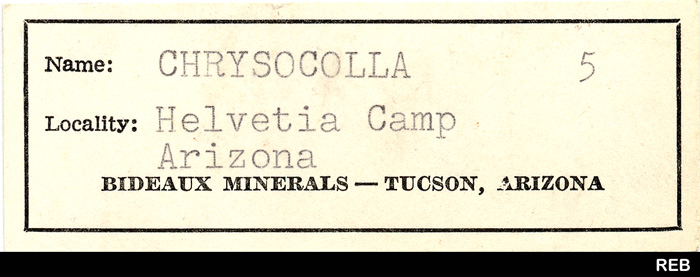 Name: CHRYSOCOLLA 5
Locality: Helvetia Camp
Arizona
BIDEAUX MINERALS — TUCSON, ARIZONA
REB